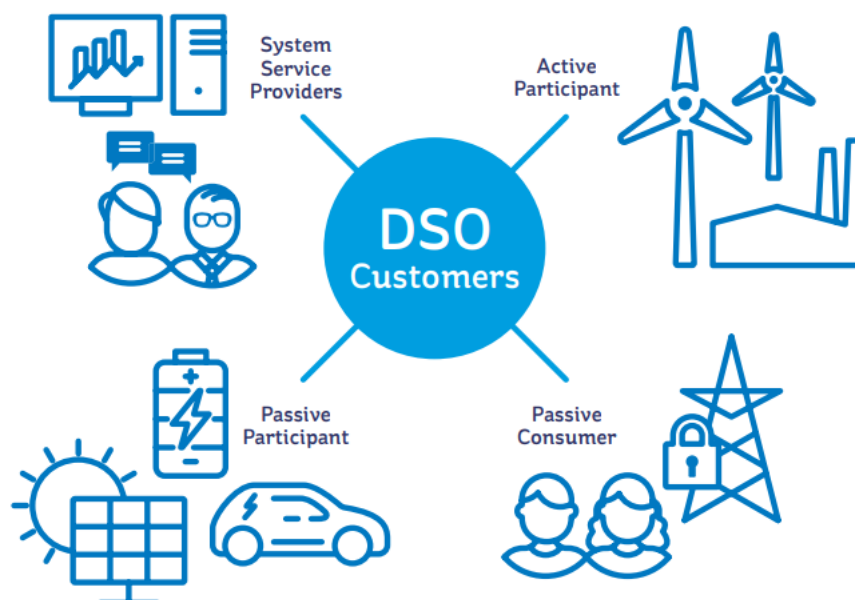 System
Service
Providers
Active
Participant
DSO
Customers
Passive
Participant
Passive
Consumer